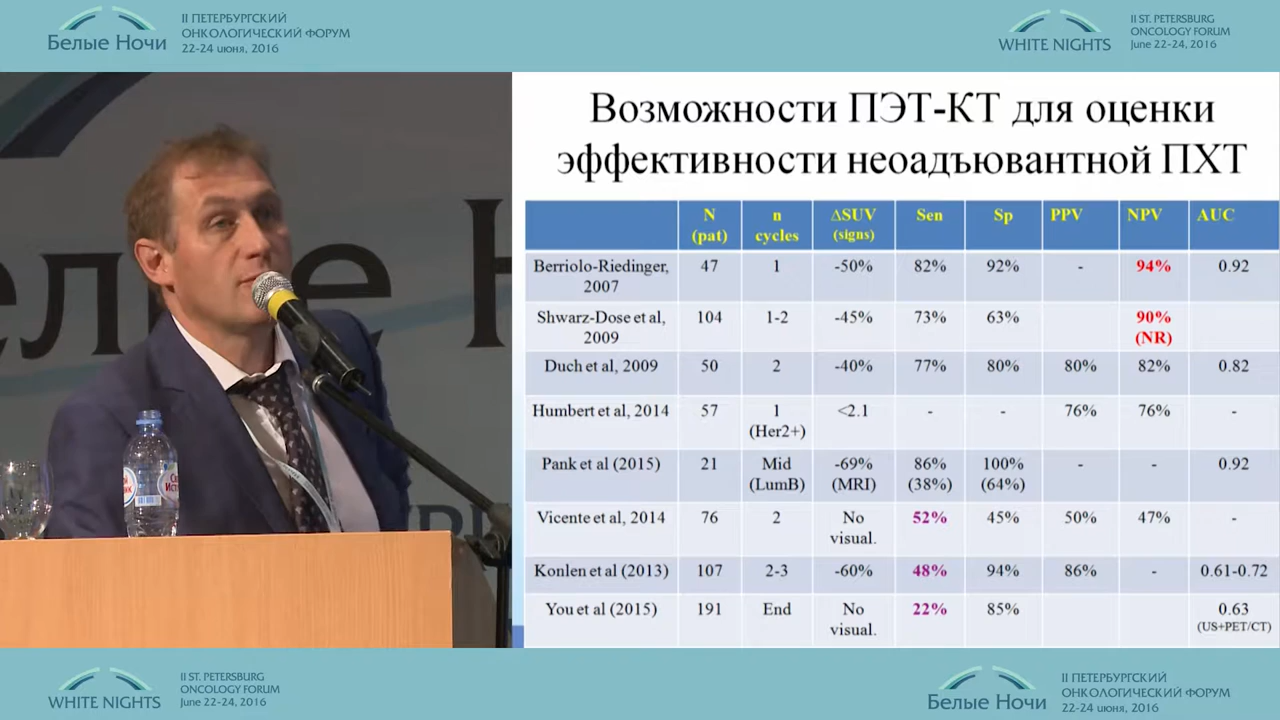 Белые Ночи
II ПЕТЕРБУРГСКИЙ
ОНКОЛОГИЧЕСКИЙ ФОРУМ
22-24 июня, 2016
WHITE NIGHTS
II ST. PETERSBURG
ONCOLOGY FORUM
June 22-24, 2016
Возможности ПЭТ-КТ для оценки
эффективности неоадъювантной ПХТ
N (pat) n cycles ΔSUV (signs) Sen Sp PPV NPV AUC
Berriolo-Riedinger, 2007 47 1 -50% 82% 92% - 94% 0.92
Shwarz-Dose et al, 2009 104 1-2 -45% 73% 63% 90% (NR)
Duch et al, 2009 50 2 -40% 77% 80% 80% 82% 0.82
Humbert et al, 2014 57 1 (Her2+) <2.1 - - 76% 76% -
Pank et al (2015) 21 Mid (LumB) -69% (MRI) 86% (38%) 100% (64%) - - 0.92
Vicente et al, 2014 76 2 No visual. 52% 45% 50% 47% -
Konlen et al (2013) 107 2-3 -60% 48% 94% 86% - 0.61-0.72
You et al (2015) 191 End No visual. 22% 85% 0.63 (US+PET/CT)
WHITE NIGHTS
II ST. PETERSBURG
ONCOLOGY FORUM
June 22-24, 2016
Белые Ночи
II ПЕТЕРБУРГСКИЙ
ОНКОЛОГИЧЕСКИЙ ФОРУМ
22-24 июня, 2016